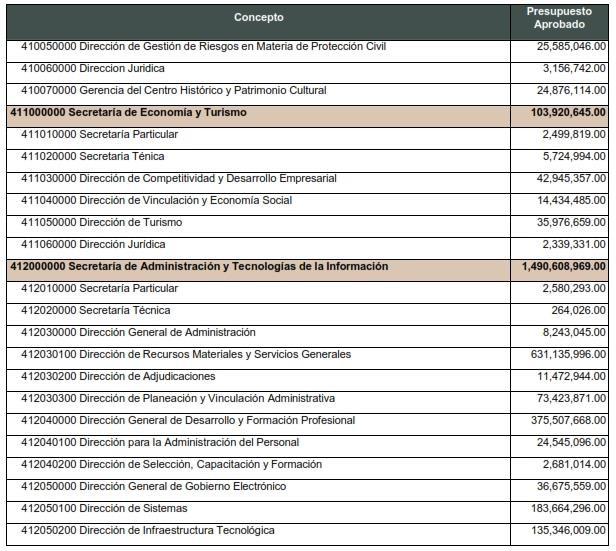 Concepto Presupuesto Aprobado
410050000 Dirección de Gestión de Riesgos en Materia de Protección Civil 25,585,046.00
410060000 Direccion Juridica 3,156,742.00
410070000 Gerencia del Centro Histórico y Patrimonio Cultural 24,876,114.00
411000000 Secretaría de Economía y Turismo 103,920,645.00
411010000 Secretaría Particular 2,499,819.00
411020000 Secretaria Ténica 5,724,994.00
411030000 Dirección de Competitividad y Desarrollo Empresarial 42,945,357.00
411040000 Dirección de Vinculación y Economía Social 14,434,485.00
411050000 Dirección de Turismo 35,976,659.00
411060000 Dirección Jurídica 2,339,331.00
412000000 Secretaría de Administración y Tecnologías de la Información 1,490,608,969.00
412010000 Secretaría Particular 2,580,293.00
412020000 Secretaría Técnica 264,026.00
412030000 Dirección General de Administración 8,243,045.00
412030100 Dirección de Recursos Materiales y Servicios Generales 631,135,996.00
412030200 Dirección de Adjudicaciones 11,472,944.00
412030300 Dirección de Planeación y Vinculación Administrativa 73,423,871.00
412040000 Dirección General de Desarrollo y Formación Profesional 375,507,668.00
412040100 Dirección para la Administración del Personal 24,545,096.00
412040200 Dirección de Selección, Capacitación y Formación 2,681,014.00
412050000 Dirección General de Gobierno Electrónico 36,675,559.00
412050100 Dirección de Sistemas 183,664,296.00
412050200 Dirección de Infraestructura Tecnológica 135,346,009.00